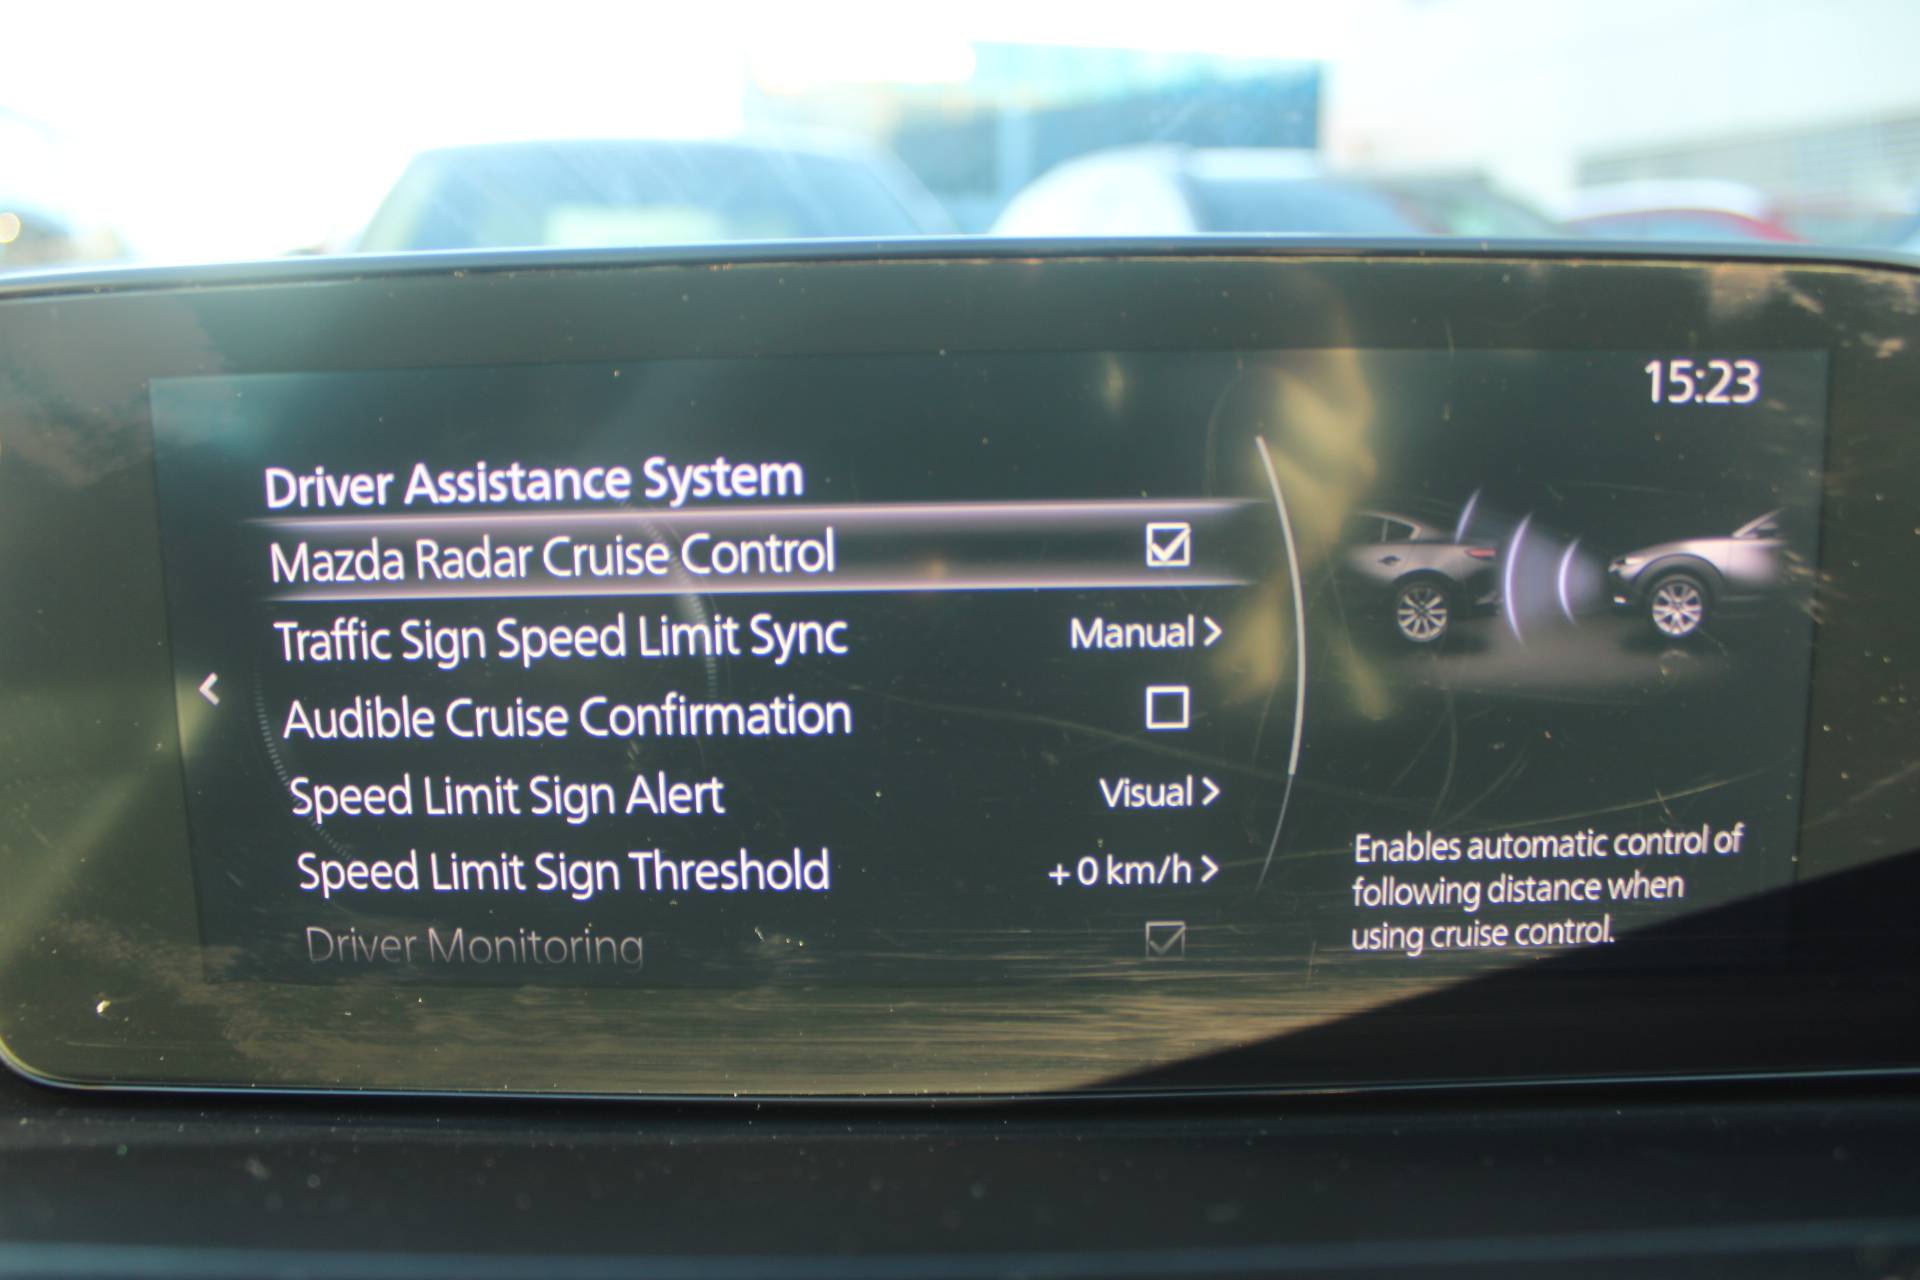 15:23
Driver Assistance System
Mazda Radar Cruise Control
Traffic Sign Speed Limit Sync Manual >
Audible Cruise Confirmation
Speed Limit Sign Alert Visual >
Speed Limit Sign Threshold +0 km/h >
Driver Monitoring
Enables automatic control of
following distance when
using cruise control.